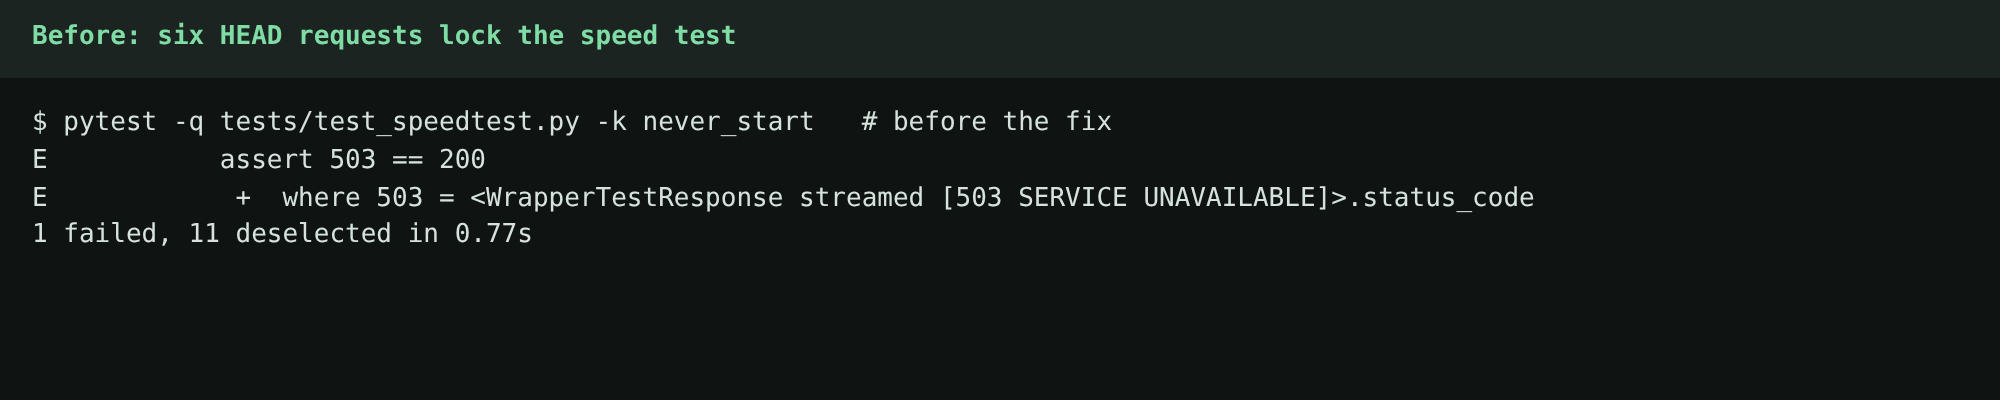 Before: six HEAD requests lock the speed test
$ pytest -q tests/test_speedtest.py -k never_start   # before the fix
E           assert 503 == 200
E            +  where 503 = <WrapperTestResponse streamed [503 SERVICE UNAVAILABLE]>.status_code
1 failed, 11 deselected in 0.77s